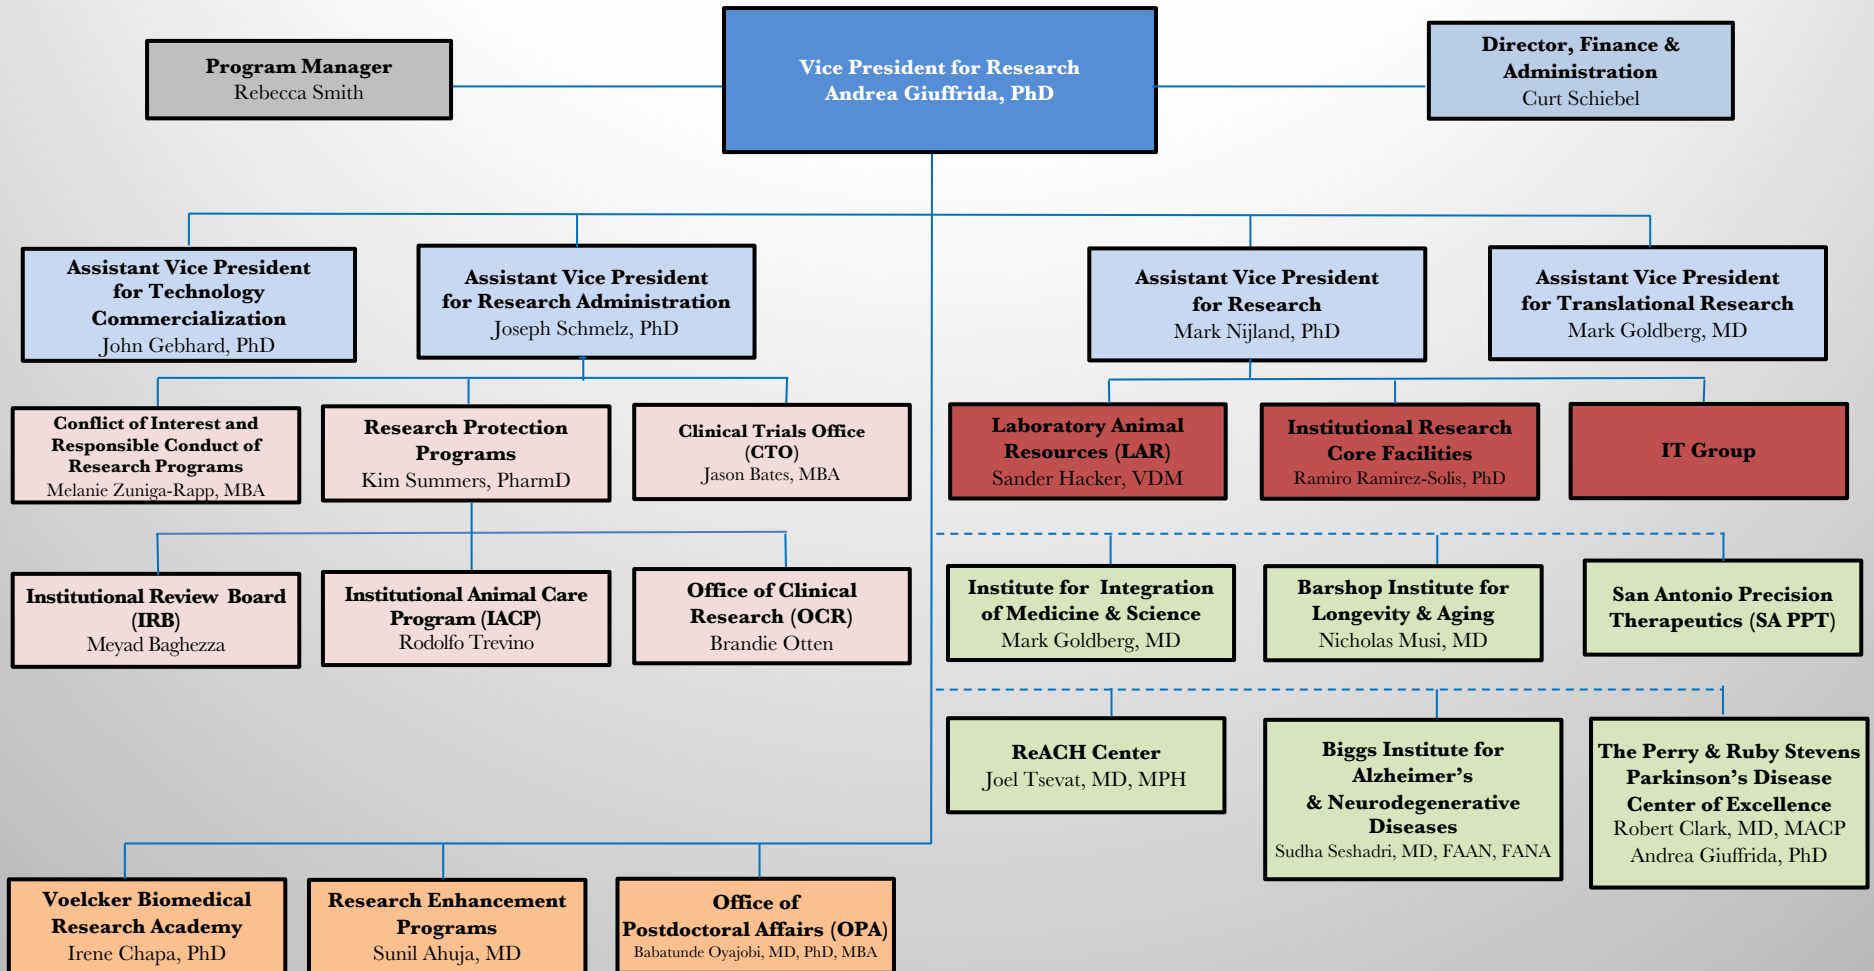 Program Manager
Rebecca Smith
Vice President for Research
Andrea Giuffrida, PhD
Director, Finance &
Administration
Curt Schiebel
Assistant Vice President
for Technology
Commercialization
John Gebhard, PhD
Assistant Vice President
for Research Administration
Joseph Schmelz, PhD
Assistant Vice President
for Research
Mark Nijland, PhD
Assistant Vice President
for Translational Research
Mark Goldberg, MD
Conflict of Interest and
Responsible Conduct of
Research Programs
Melanie Zuniga-Rapp, MBA
Research Protection
Programs
Kim Summers, PharmD
Clinical Trials Office
(CTO)
Jason Bates, MBA
Laboratory Animal
Resources (LAR)
Sander Hacker, VDM
Institutional Research
Core Facilities
Ramiro Ramirez-Solis, PhD
IT Group
Institutional Review Board
(IRB)
Meyad Baghezza
Institutional Animal Care
Program (IACP)
Rodolfo Trevino
Office of Clinical
Research (OCR)
Brandie Otten
Institute for Integration
of Medicine & Science
Mark Goldberg, MD
Barshop Institute for
Longevity & Aging
Nicholas Musi, MD
San Antonio Precision
Therapeutics (SA PPT)
ReACH Center
Joel Tsevat, MD, MPH
Biggs Institute for
Alzheimer's
& Neurodegenerative
Diseases
Sudha Seshadri, MD, FAAN, FANA
The Perry & Ruby Stevens
Parkinson's Disease
Center of Excellence
Robert Clark, MD, MACP
Andrea Giuffrida, PhD
Voelcker Biomedical
Research Academy
Irene Chapa, PhD
Research Enhancement
Programs
Sunil Ahuja, MD
Office of
Postdoctoral Affairs (OPA)
Babatunde Oyajobi, MD, PhD, MBA